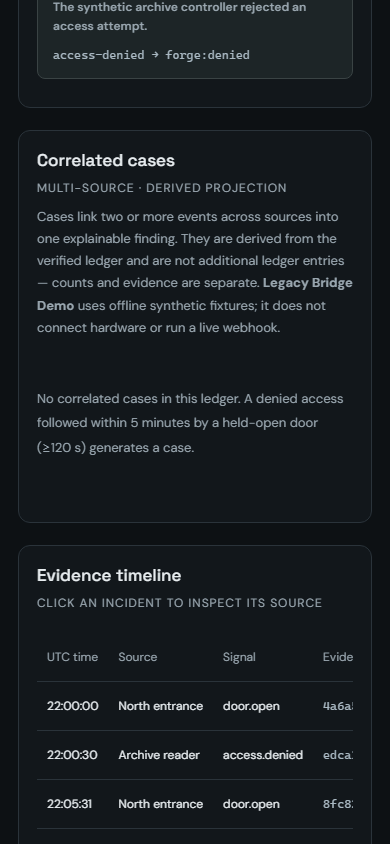 The synthetic archive controller rejected an
access attempt.
access-denied → forge:denied
Correlated cases
MULTI-SOURCE · DERIVED PROJECTION
Cases link two or more events across sources into
one explainable finding. They are derived from the
verified ledger and are not additional ledger entries
— counts and evidence are separate. Legacy Bridge
Demo uses offline synthetic fixtures; it does not
connect hardware or run a live webhook.
No correlated cases in this ledger. A denied access
followed within 5 minutes by a held-open door
(≥120 s) generates a case.
Evidence timeline
CLICK AN INCIDENT TO INSPECT ITS SOURCE
UTC time Source Signal Evide
22:00:00 North entrance door.open 4a6a
22:00:30 Archive reader access.denied edca
22:05:31 North entrance door.open 8fc8